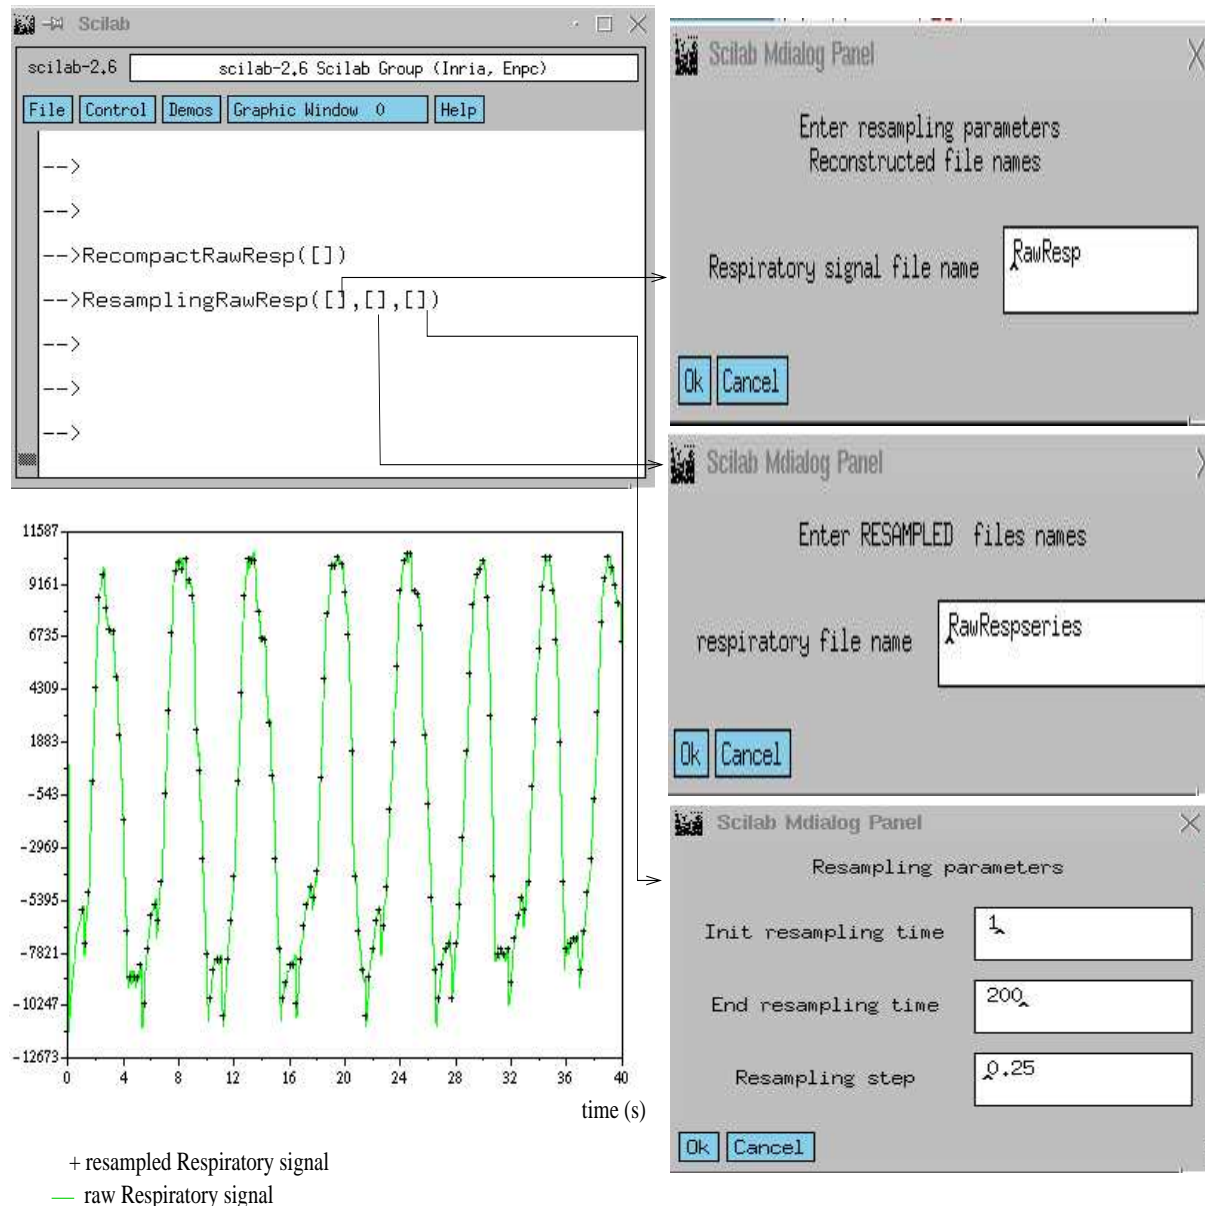 Scilab
scilab-2.6
scilab-2.6 Scilab Group (Inria, Enpc)
File Control Demos Graphic Window 0 Help
-->
-->
-->RecompactRawResp([])
-->ResamplingRawResp([],[],[])
-->
-->
-->
Scilab Mdialog Panel
Enter resampling parameters
Reconstructed file names
Respiratory signal file name
RawResp
Ok Cancel
Scilab Mdialog Panel
Enter RESAMPLED files names
respiratory file name
RawRespseries
Ok Cancel
Scilab Mdialog Panel
Resampling parameters
Init resampling time 1
End resampling time 200
Resampling step 0.25
Ok Cancel
11587
9161
6735
4309
1883
-543
-2969
-5395
-7821
-10247
-12673
0 4 8 12 16 20 24 28 32 36 40
time (s)
+ resampled Respiratory signal
raw Respiratory signal